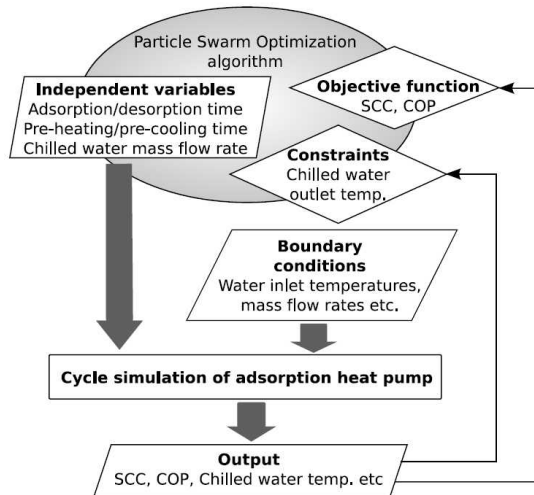 Particle Swarm Optimization
algorithm
Independent variables
Adsorption/desorption time
Pre-heating/pre-cooling time
Chilled water mass flow rate
Objective function
SCC, COP
Constraints
Chilled water
outlet temp.
Boundary
conditions
Water inlet temperatures,
mass flow rates etc.
Cycle simulation of adsorption heat pump
Output
SCC, COP, Chilled water temp. etc